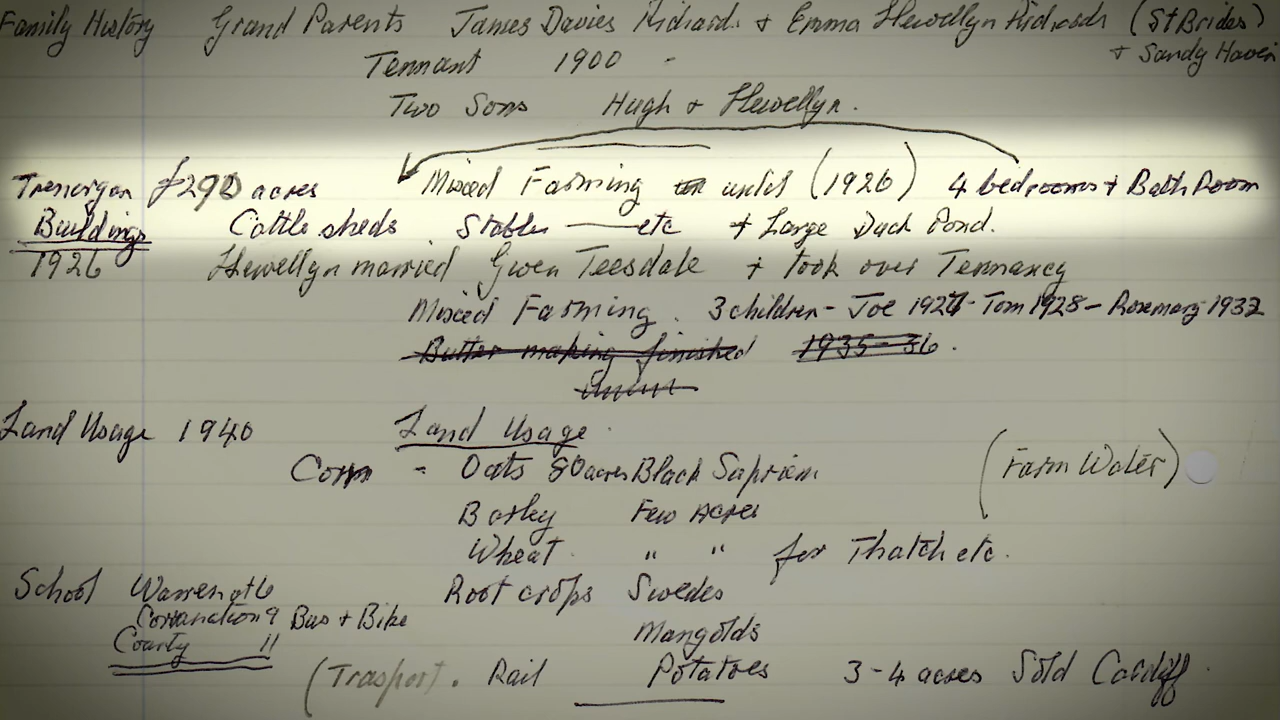 Family History Grand Parents James Davies Richards + Emma Llewellyn Richards (St Brides)
+ Sandy Haven
Tennant 1900 -
Two Sons Hugh + Llewellyn.
£290 acres Mixed Farming until (1926) 4 bedrooms + Bath Room
Buildings Cattle sheds Stables etc + Large Duck Pond.
1926 Llewellyn married Gwen Teesdale + took over Tennancy
Mixed Farming. 3 children - Joe 1927 - Tom 1928 - Rosemary 1932
Butter making finished 1935-36.
Land Usage 1940 Land Usage
Corn - Oats 80 acres Black Supriem (Farm Water)
Barley Few Acres
Wheat " " for Thatch etc.
School Warren at 6 Root crops Swedes
Coronation 9 Bus + Bike
Mangolds
County 11
(Trasport). Rail Potatoes 3-4 acres Sold Cardiff.